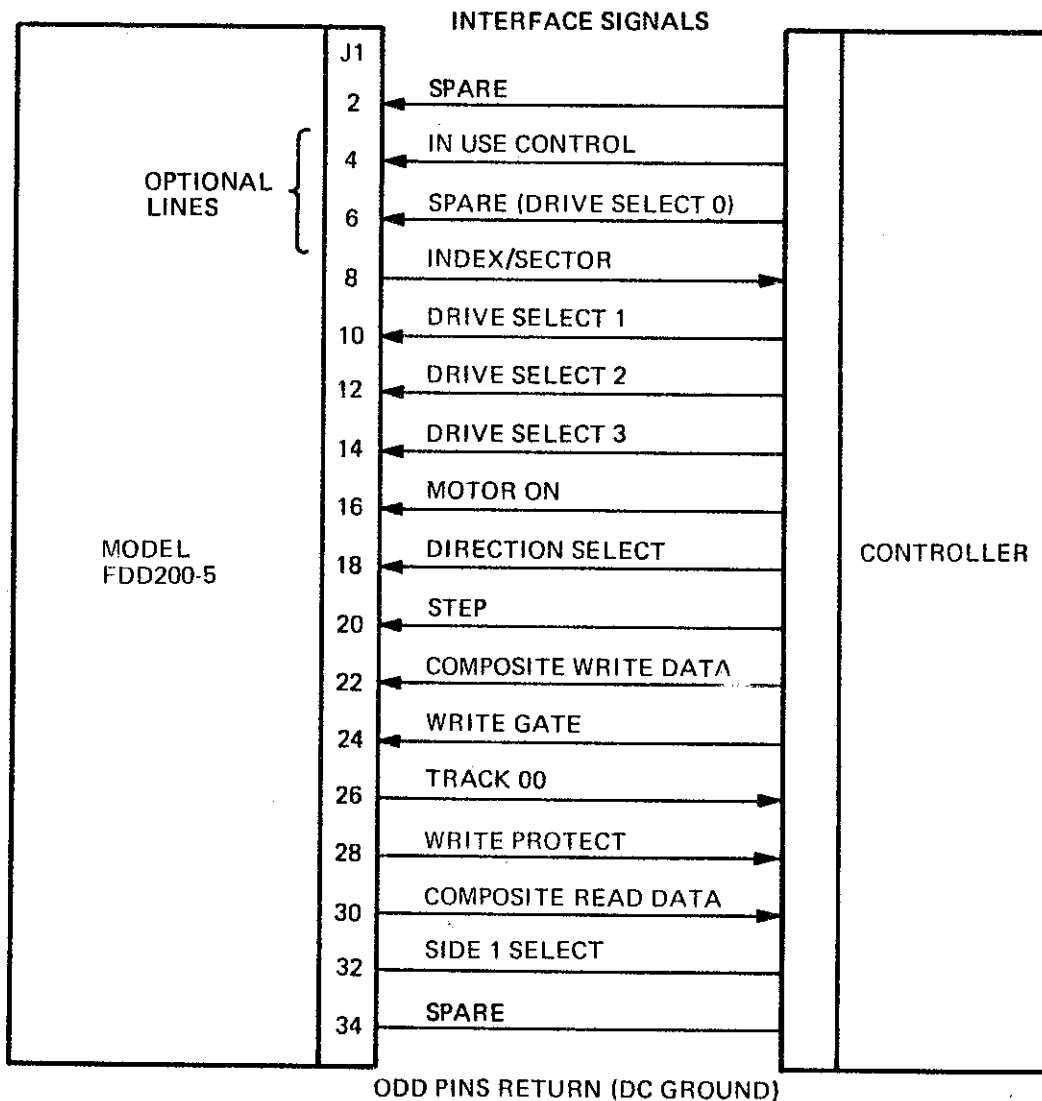 INTERFACE SIGNALS
J1
2 SPARE
4 IN USE CONTROL
OPTIONAL
LINES
6 SPARE (DRIVE SELECT 0)
8 INDEX/SECTOR
10 DRIVE SELECT 1
12 DRIVE SELECT 2
14 DRIVE SELECT 3
16 MOTOR ON
MODEL
FDD200-5
18 DIRECTION SELECT
CONTROLLER
20 STEP
22 COMPOSITE WRITE DATA
24 WRITE GATE
26 TRACK 00
28 WRITE PROTECT
30 COMPOSITE READ DATA
32 SIDE 1 SELECT
34 SPARE
ODD PINS RETURN (DC GROUND)